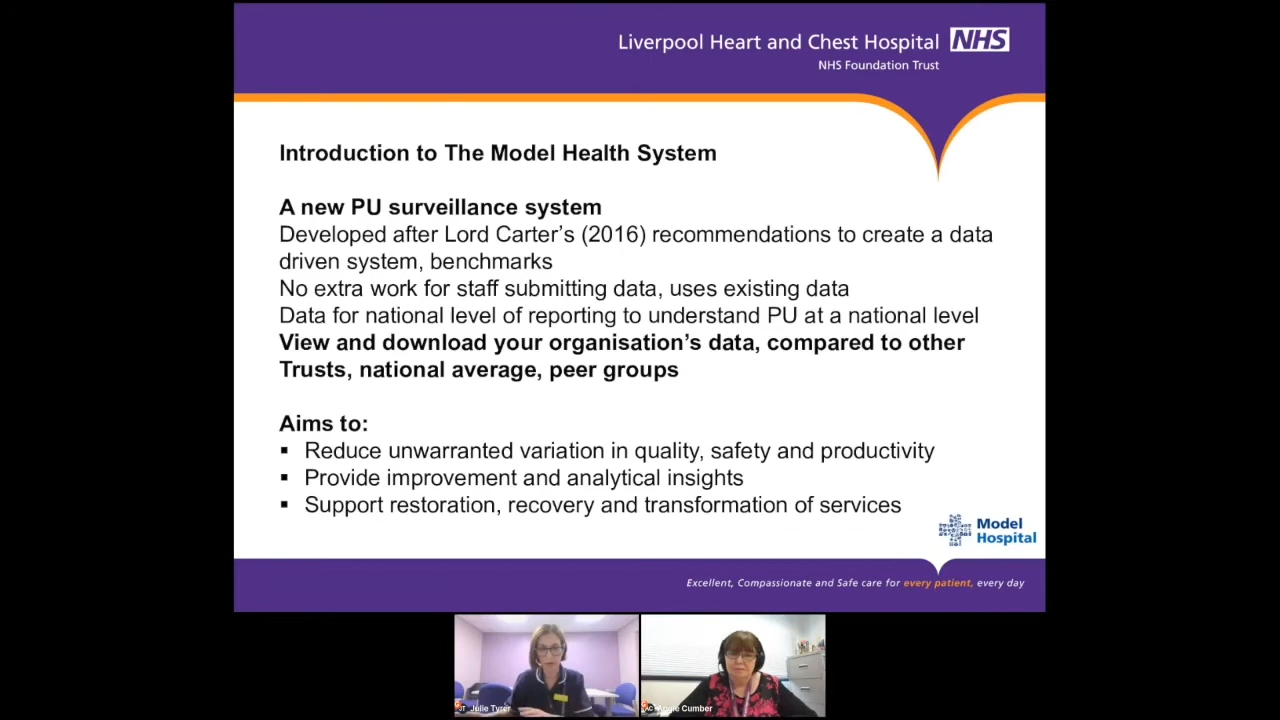 Liverpool Heart and Chest Hospital NHS
NHS Foundation Trust
Introduction to The Model Health System
A new PU surveillance system
Developed after Lord Carter's (2016) recommendations to create a data
driven system, benchmarks
No extra work for staff submitting data, uses existing data
Data for national level of reporting to understand PU at a national level
View and download your organisation's data, compared to other
Trusts, national average, peer groups
Aims to:
▪ Reduce unwarranted variation in quality, safety and productivity
▪ Provide improvement and analytical insights
▪ Support restoration, recovery and transformation of services
Model
Hospital
Excellent, Compassionate and Safe care for every patient, every day
JT Julie Tyrer
AC Angie Cumber